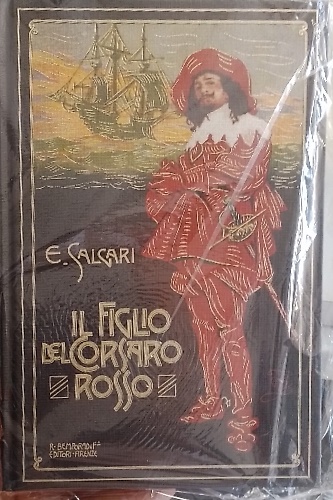 E. SALGARI
IL FIGLIO
DEL CORSARO
ROSSO
R. BEMPORAD & F.º
EDITORI-FIRENZE